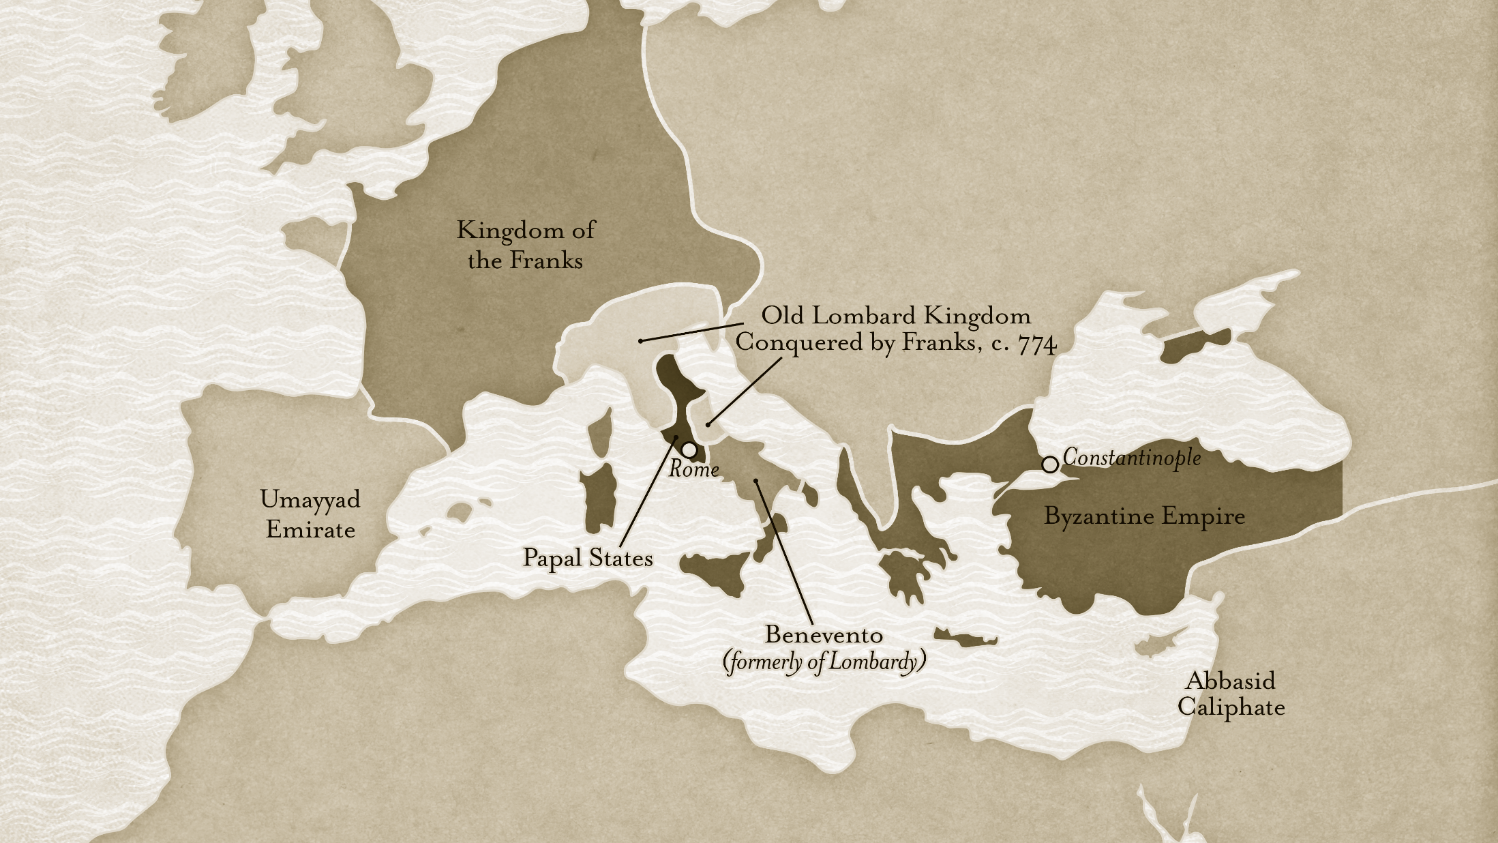 Kingdom of
the Franks
Old Lombard Kingdom
Conquered by Franks, c. 774
Constantinople
Rome
Umayyad
Emirate
Byzantine Empire
Papal States
Benevento
(formerly of Lombardy)
Abbasid
Caliphate